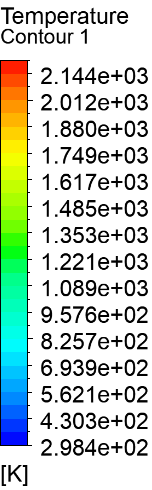 Temperature
Contour 1
2.144e+03
2.012e+03
1.880e+03
1.749e+03
1.617e+03
1.485e+03
1.353e+03
1.221e+03
1.089e+03
9.576e+02
8.257e+02
6.939e+02
5.621e+02
4.303e+02
2.984e+02
[K]